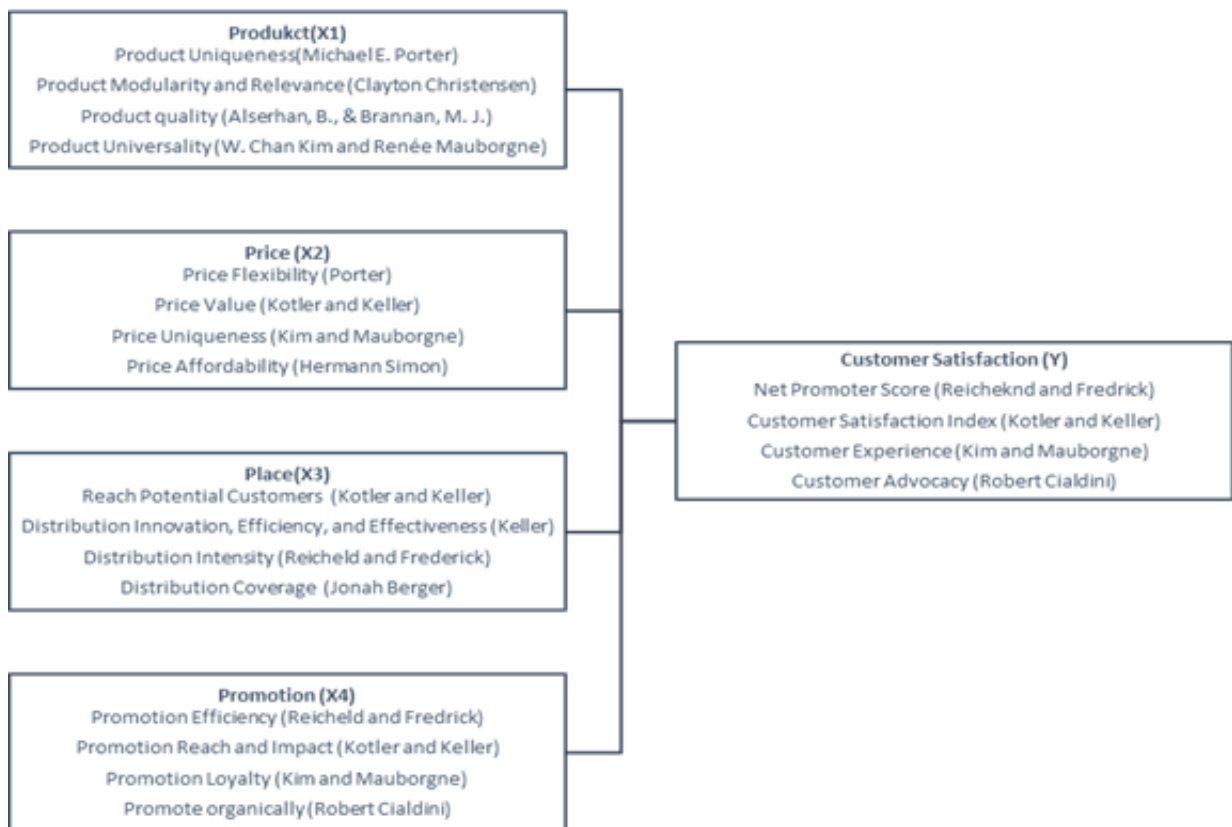 Produkct(X1)
Product Uniqueness(Michael E. Porter)
Product Modularity and Relevance (Clayton Christensen)
Product quality (Alserhan, B., & Brannan, M. J.)
Product Universality (W. Chan Kim and Renée Mauborgne)
Price (X2)
Price Flexibility (Porter)
Price Value (Kotler and Keller)
Price Uniqueness (Kim and Mauborgne)
Price Affordability (Hermann Simon)
Place(X3)
Reach Potential Customers (Kotler and Keller)
Distribution Innovation, Efficiency, and Effectiveness (Keller)
Distribution Intensity (Reicheld and Frederick)
Distribution Coverage (Jonah Berger)
Promotion (X4)
Promotion Efficiency (Reicheld and Fredrick)
Promotion Reach and Impact (Kotler and Keller)
Promotion Loyalty (Kim and Mauborgne)
Promote organically (Robert Cialdini)
Customer Satisfaction (Y)
Net Promoter Score (Reicheknd and Fredrick)
Customer Satisfaction Index (Kotler and Keller)
Customer Experience (Kim and Mauborgne)
Customer Advocacy (Robert Cialdini)